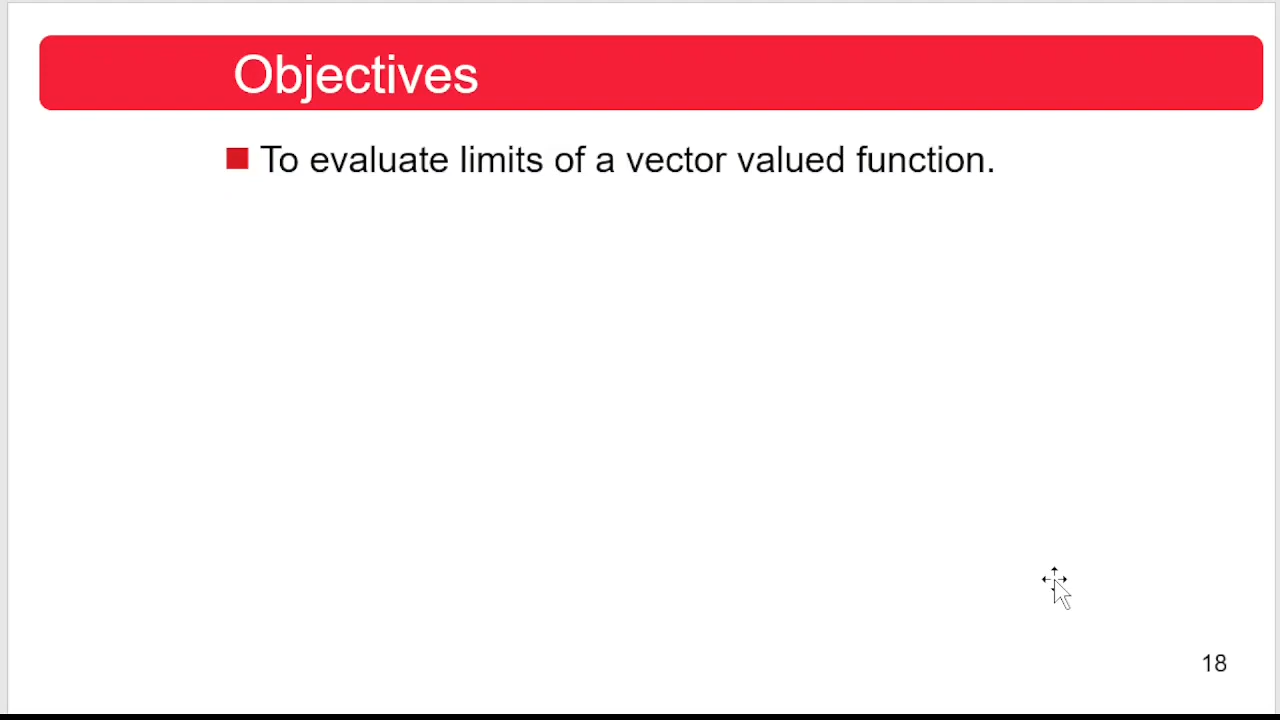 Objectives
To evaluate limits of a vector valued function.
18